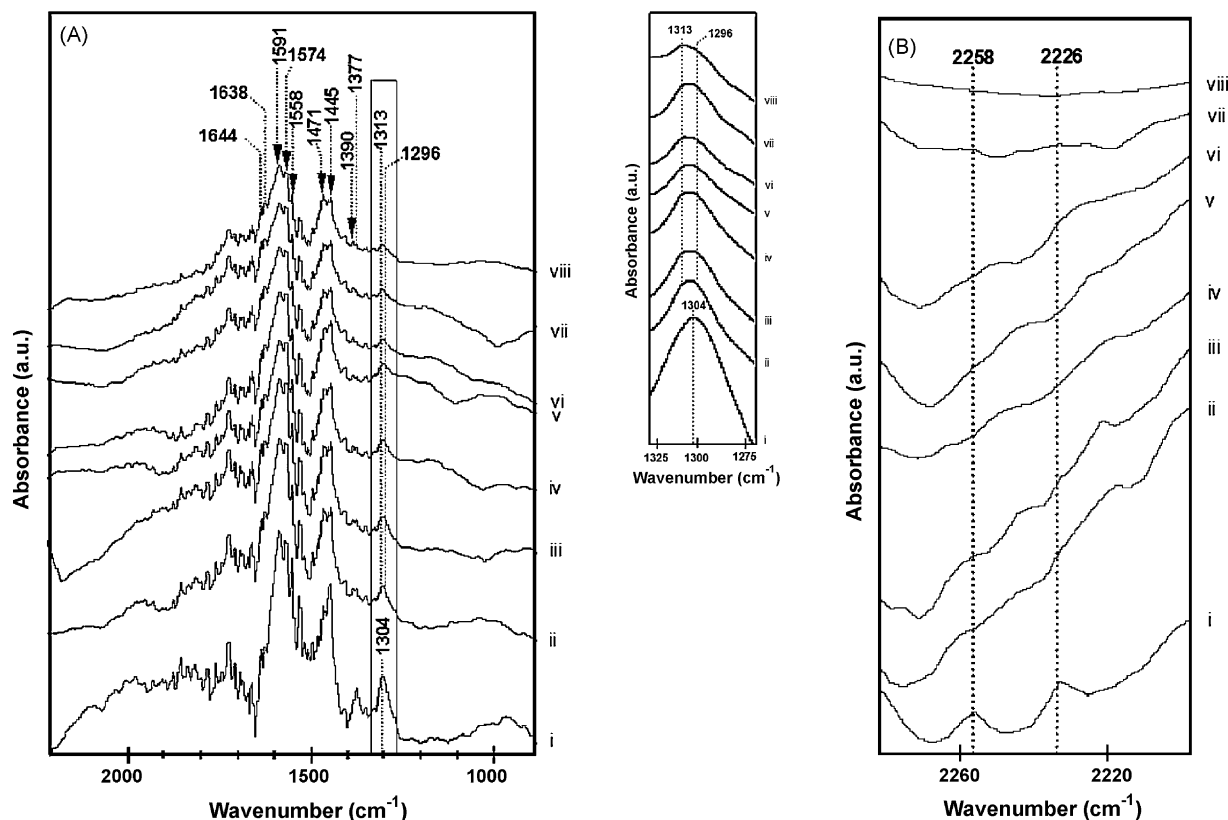 (A)
1591
1574
1638
1558
1644
1471
1445
1390
1377
1313
1296
viii
vii
vi
v
iv
iii
ii
i
1304
2000
1500
1000
Absorbance (a.u.)
Wavenumber (cm-1)
1313
1296
viii
vii
vi
v
iv
iii
ii
i
1304
1325
1300
1275
Absorbance (a.u.)
Wavenumber (cm-1)
(B)
2258
2226
viii
vii
vi
v
iv
iii
ii
i
2260
2220
Absorbance (a.u.)
Wavenumber (cm-1)